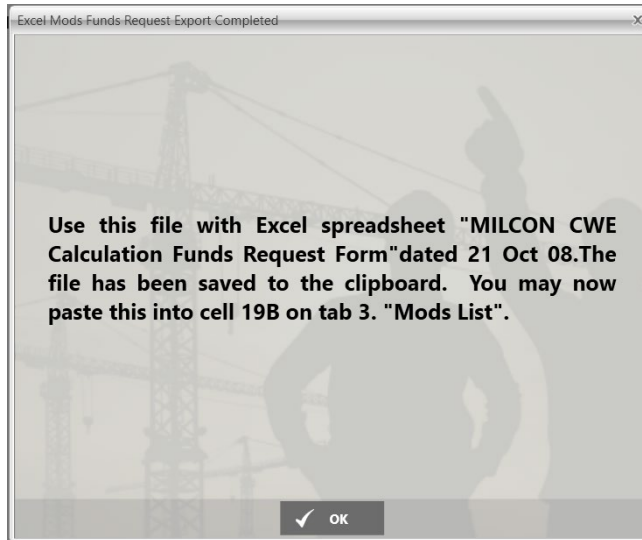 Excel Mods Funds Request Export Completed
Use this file with Excel spreadsheet "MILCON CWE
Calculation Funds Request Form"dated 21 Oct 08.The
file has been saved to the clipboard. You may now
paste this into cell 19B on tab 3. "Mods List".
OK